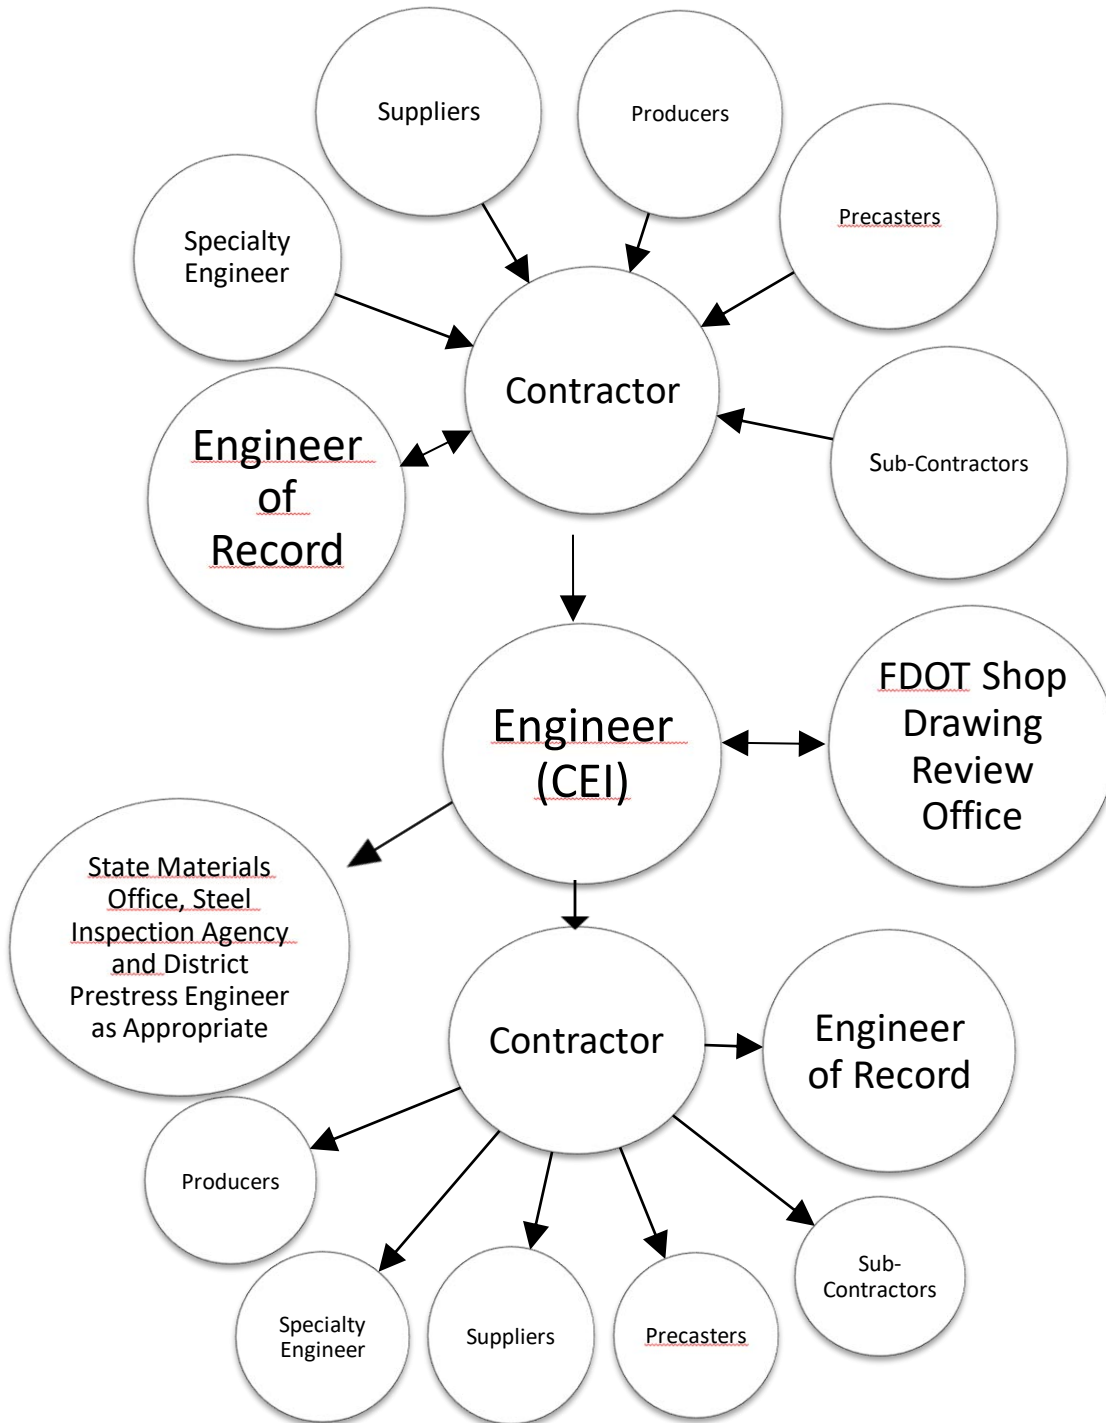 Suppliers
Producers
Precasters
Specialty
Engineer
Contractor
Engineer
of
Record
Sub-Contractors
Engineer
(CEI)
FDOT Shop
Drawing
Review
Office
State Materials
Office, Steel
Inspection Agency
and District
Prestress Engineer
as Appropriate
Contractor
Engineer
of Record
Producers
Specialty
Engineer
Suppliers
Precasters
Sub-
Contractors